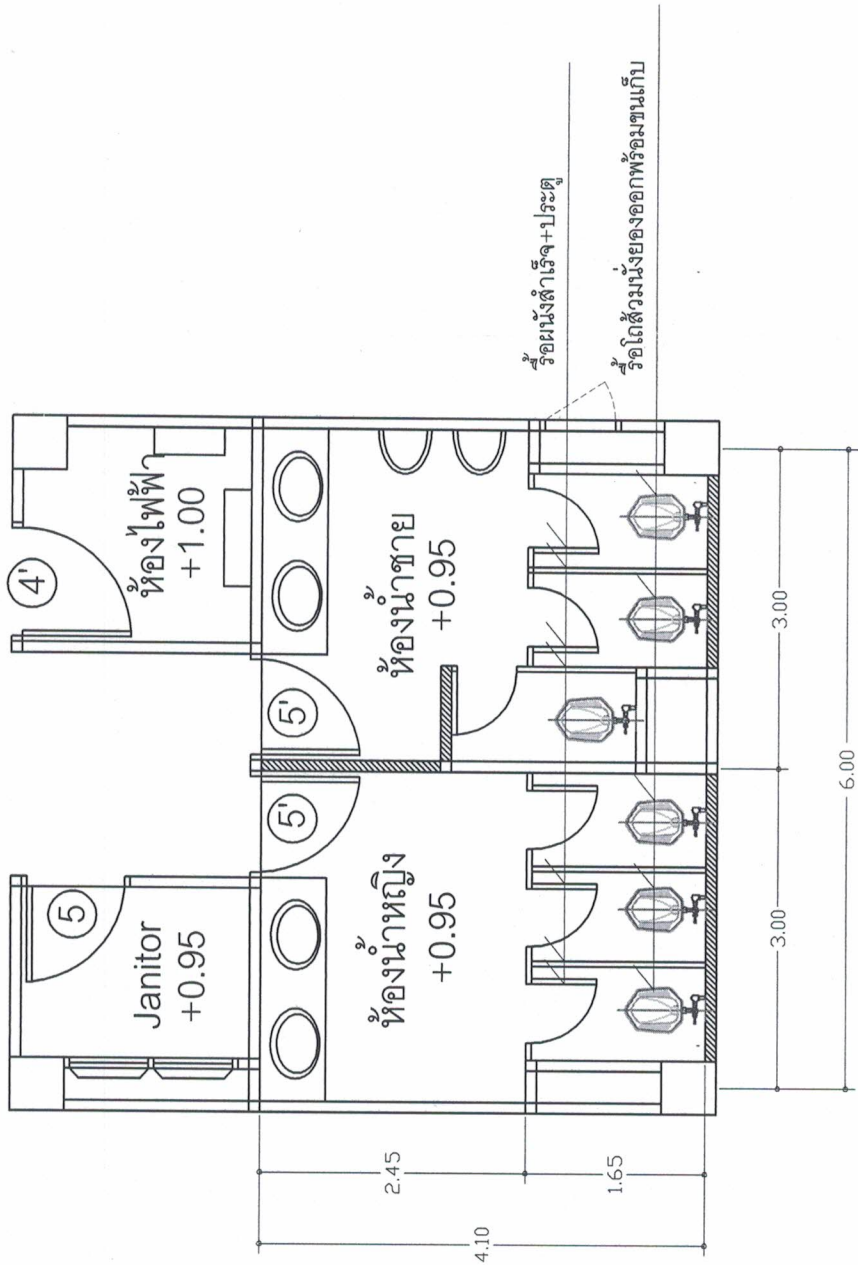 4'
ห้องไฟฟ้า
+1.00
5
Janitor
+0.95
5'
5'
ห้องน้ำหญิง
+0.95
ห้องน้ำชาย
+0.95
รื้อผนังสำเร็จ+ประตู
รื้อโถส้วมนั่งยองออกพร้อมขนเก็บ
2.45
1.65
4.10
3.00
3.00
6.00